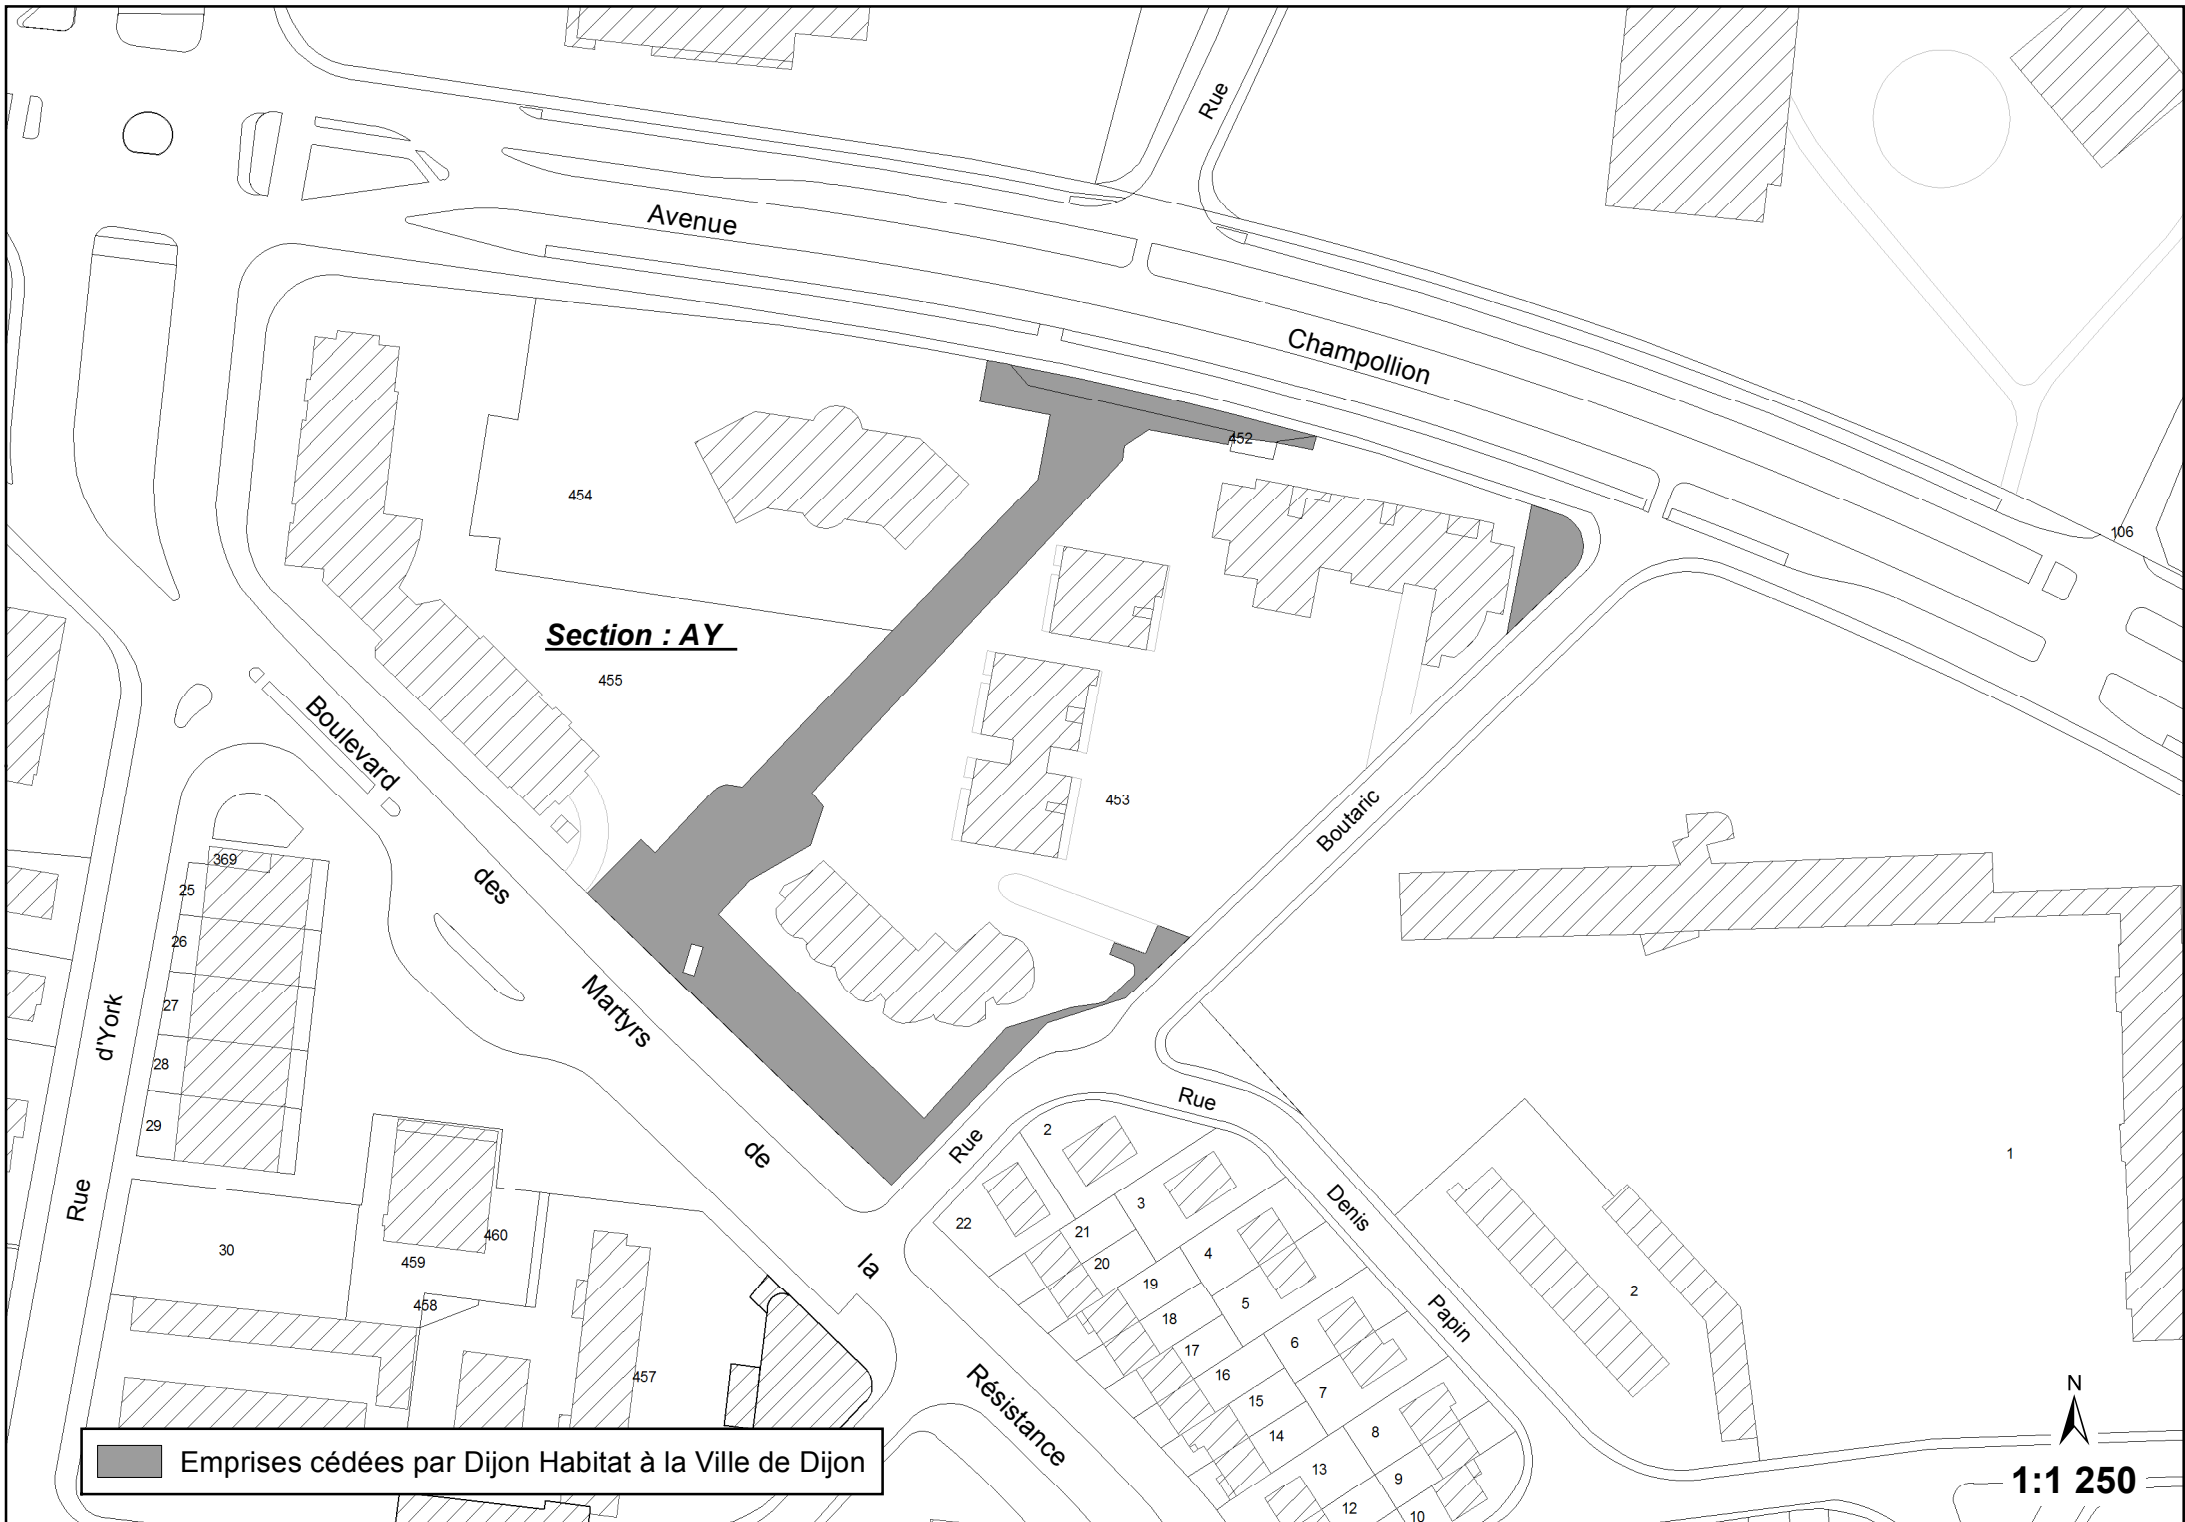 Rue
Avenue
Champollion
452
454
106
Section : AY
455
Boulevard
453
Boutaric
369
25
des
26
27
Martyrs
d'York
28
29
Rue
de
Rue
2
Rue
1
Denis
3
22
21
Rue
460
30
459
20
4
la
19
458
5
18
2
Papin
6
17
457
16
Résistance
7
15
N
8
14
13
9
12
10
Emprises cédées par Dijon Habitat à la Ville de Dijon
1:1 250